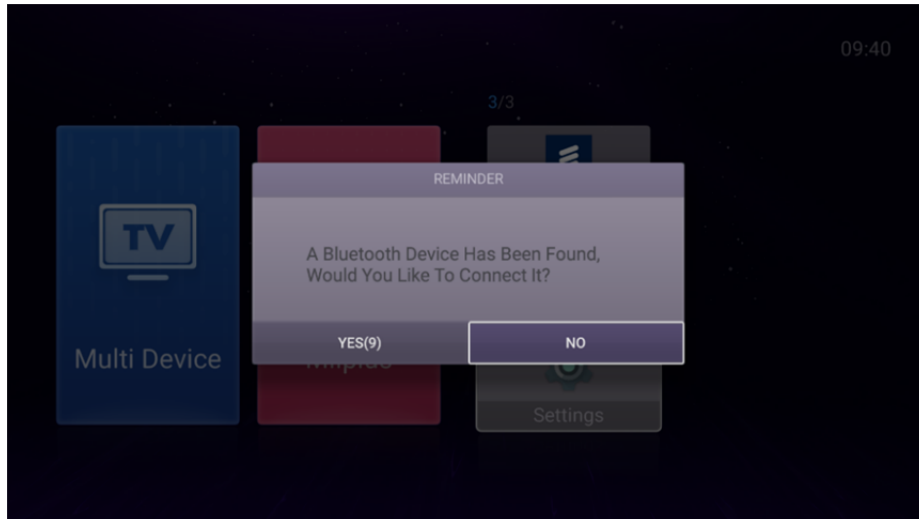 09:40
3/3
REMINDER
TV
A Bluetooth Device Has Been Found,
Would You Like To Connect It?
YES(9)
NO
Multi Device
Settings